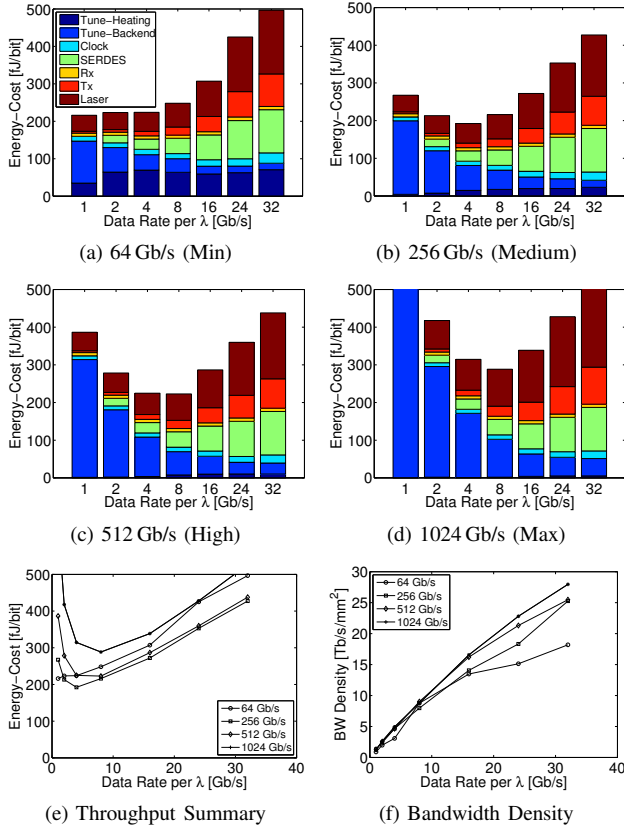 500
400
300
200
100
0
Energy−Cost [fJ/bit]
Tune−Heating
Tune−Backend
Clock
SERDES
Rx
Tx
Laser
1 2 4 8 16 24 32
Data Rate per λ [Gb/s]
(a) 64 Gb/s (Min)
500
400
300
200
100
0
Energy−Cost [fJ/bit]
1 2 4 8 16 24 32
Data Rate per λ [Gb/s]
(b) 256 Gb/s (Medium)
500
400
300
200
100
0
Energy−Cost [fJ/bit]
1 2 4 8 16 24 32
Data Rate per λ [Gb/s]
(c) 512 Gb/s (High)
500
400
300
200
100
0
Energy−Cost [fJ/bit]
1 2 4 8 16 24 32
Data Rate per λ [Gb/s]
(d) 1024 Gb/s (Max)
500
400
300
200
100
0
Energy−Cost [fJ/bit]
64 Gb/s
256 Gb/s
512 Gb/s
1024 Gb/s
0 10 20 30 40
Data Rate per λ [Gb/s]
(e) Throughput Summary
30
25
20
15
10
5
0
BW Density [Tb/s/mm²]
64 Gb/s
256 Gb/s
512 Gb/s
1024 Gb/s
0 10 20 30 40
Data Rate per λ [Gb/s]
(f) Bandwidth Density